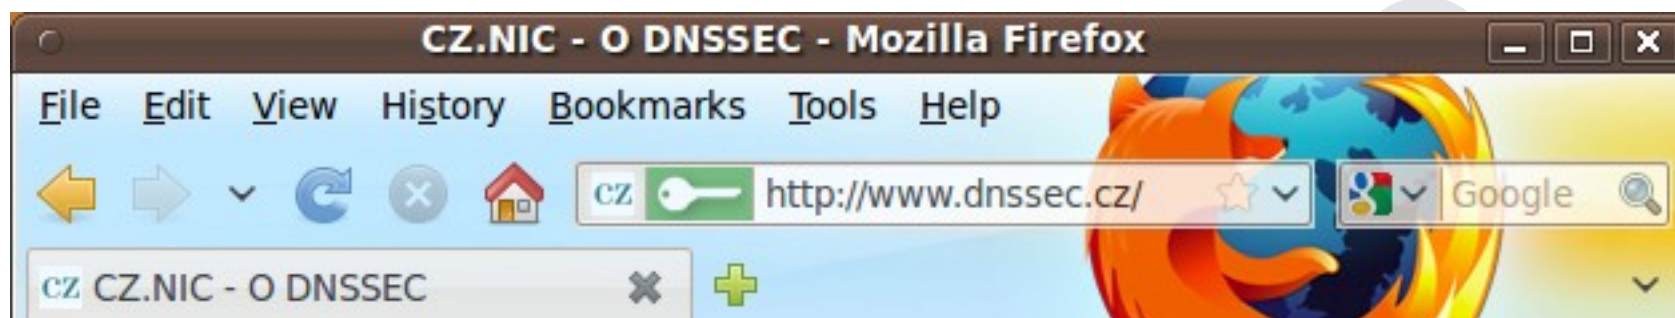 CZ.NIC - O DNSSEC - Mozilla Firefox
File Edit View History Bookmarks Tools Help
cz http://www.dnssec.cz/ Google
cz CZ.NIC - O DNSSEC